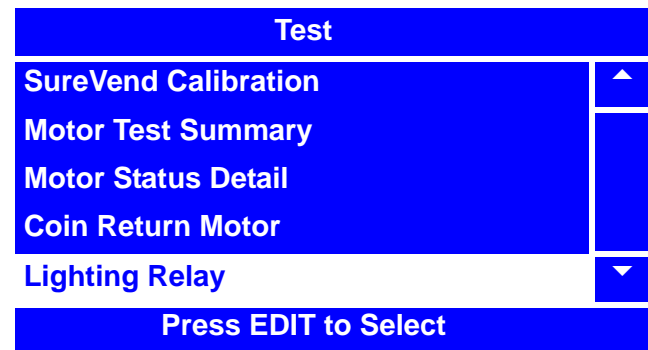 Test
SureVend Calibration
Motor Test Summary
Motor Status Detail
Coin Return Motor
Lighting Relay
Press EDIT to Select